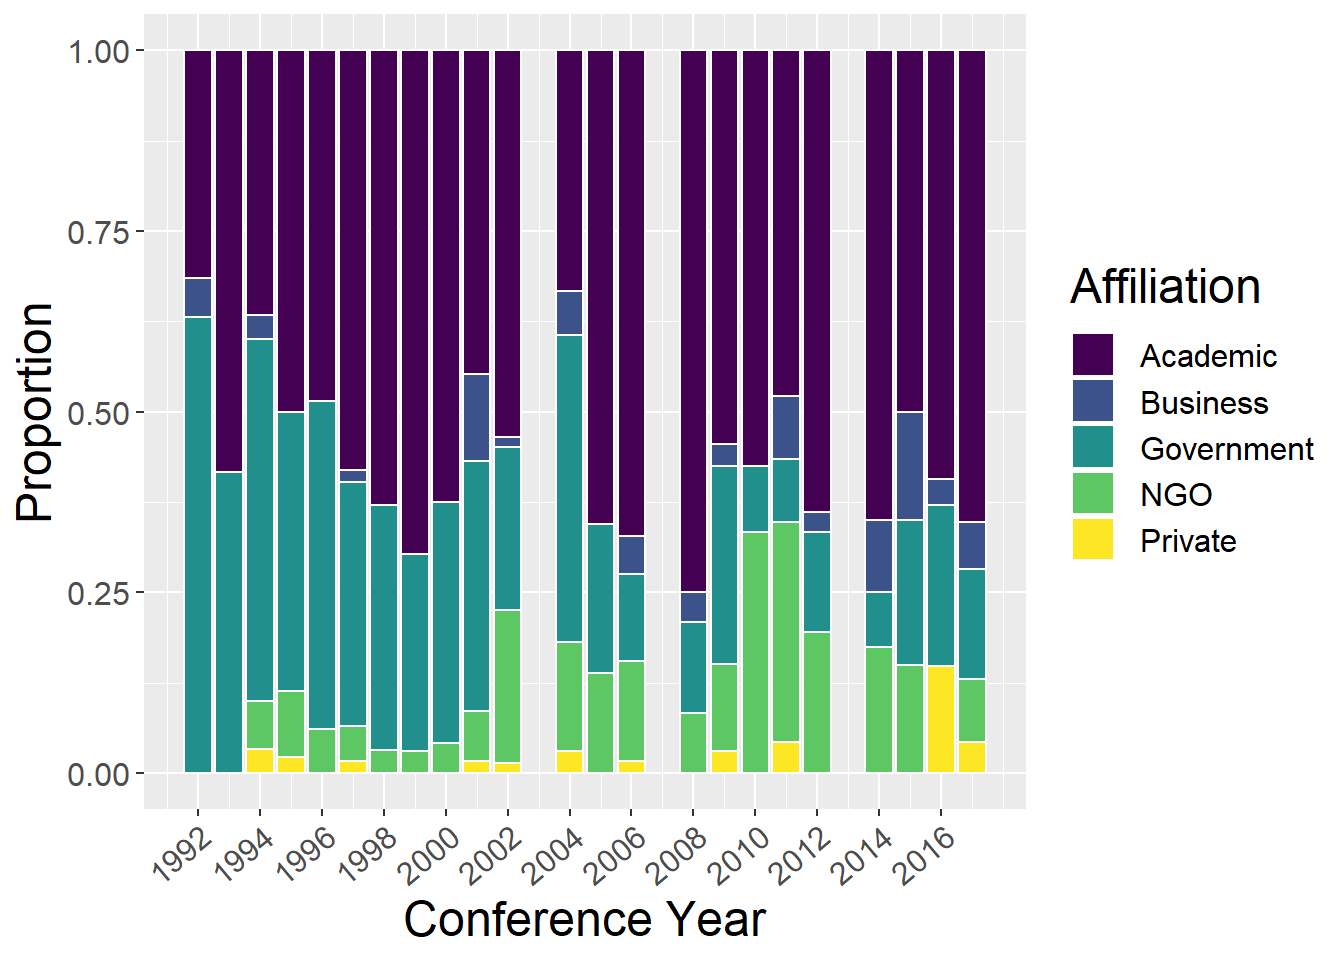 1.00
0.75
0.50
0.25
0.00
Proportion
1992
1994
1996
1998
2000
2002
2004
2006
2008
2010
2012
2014
2016
Conference Year
Affiliation
Academic
Business
Government
NGO
Private